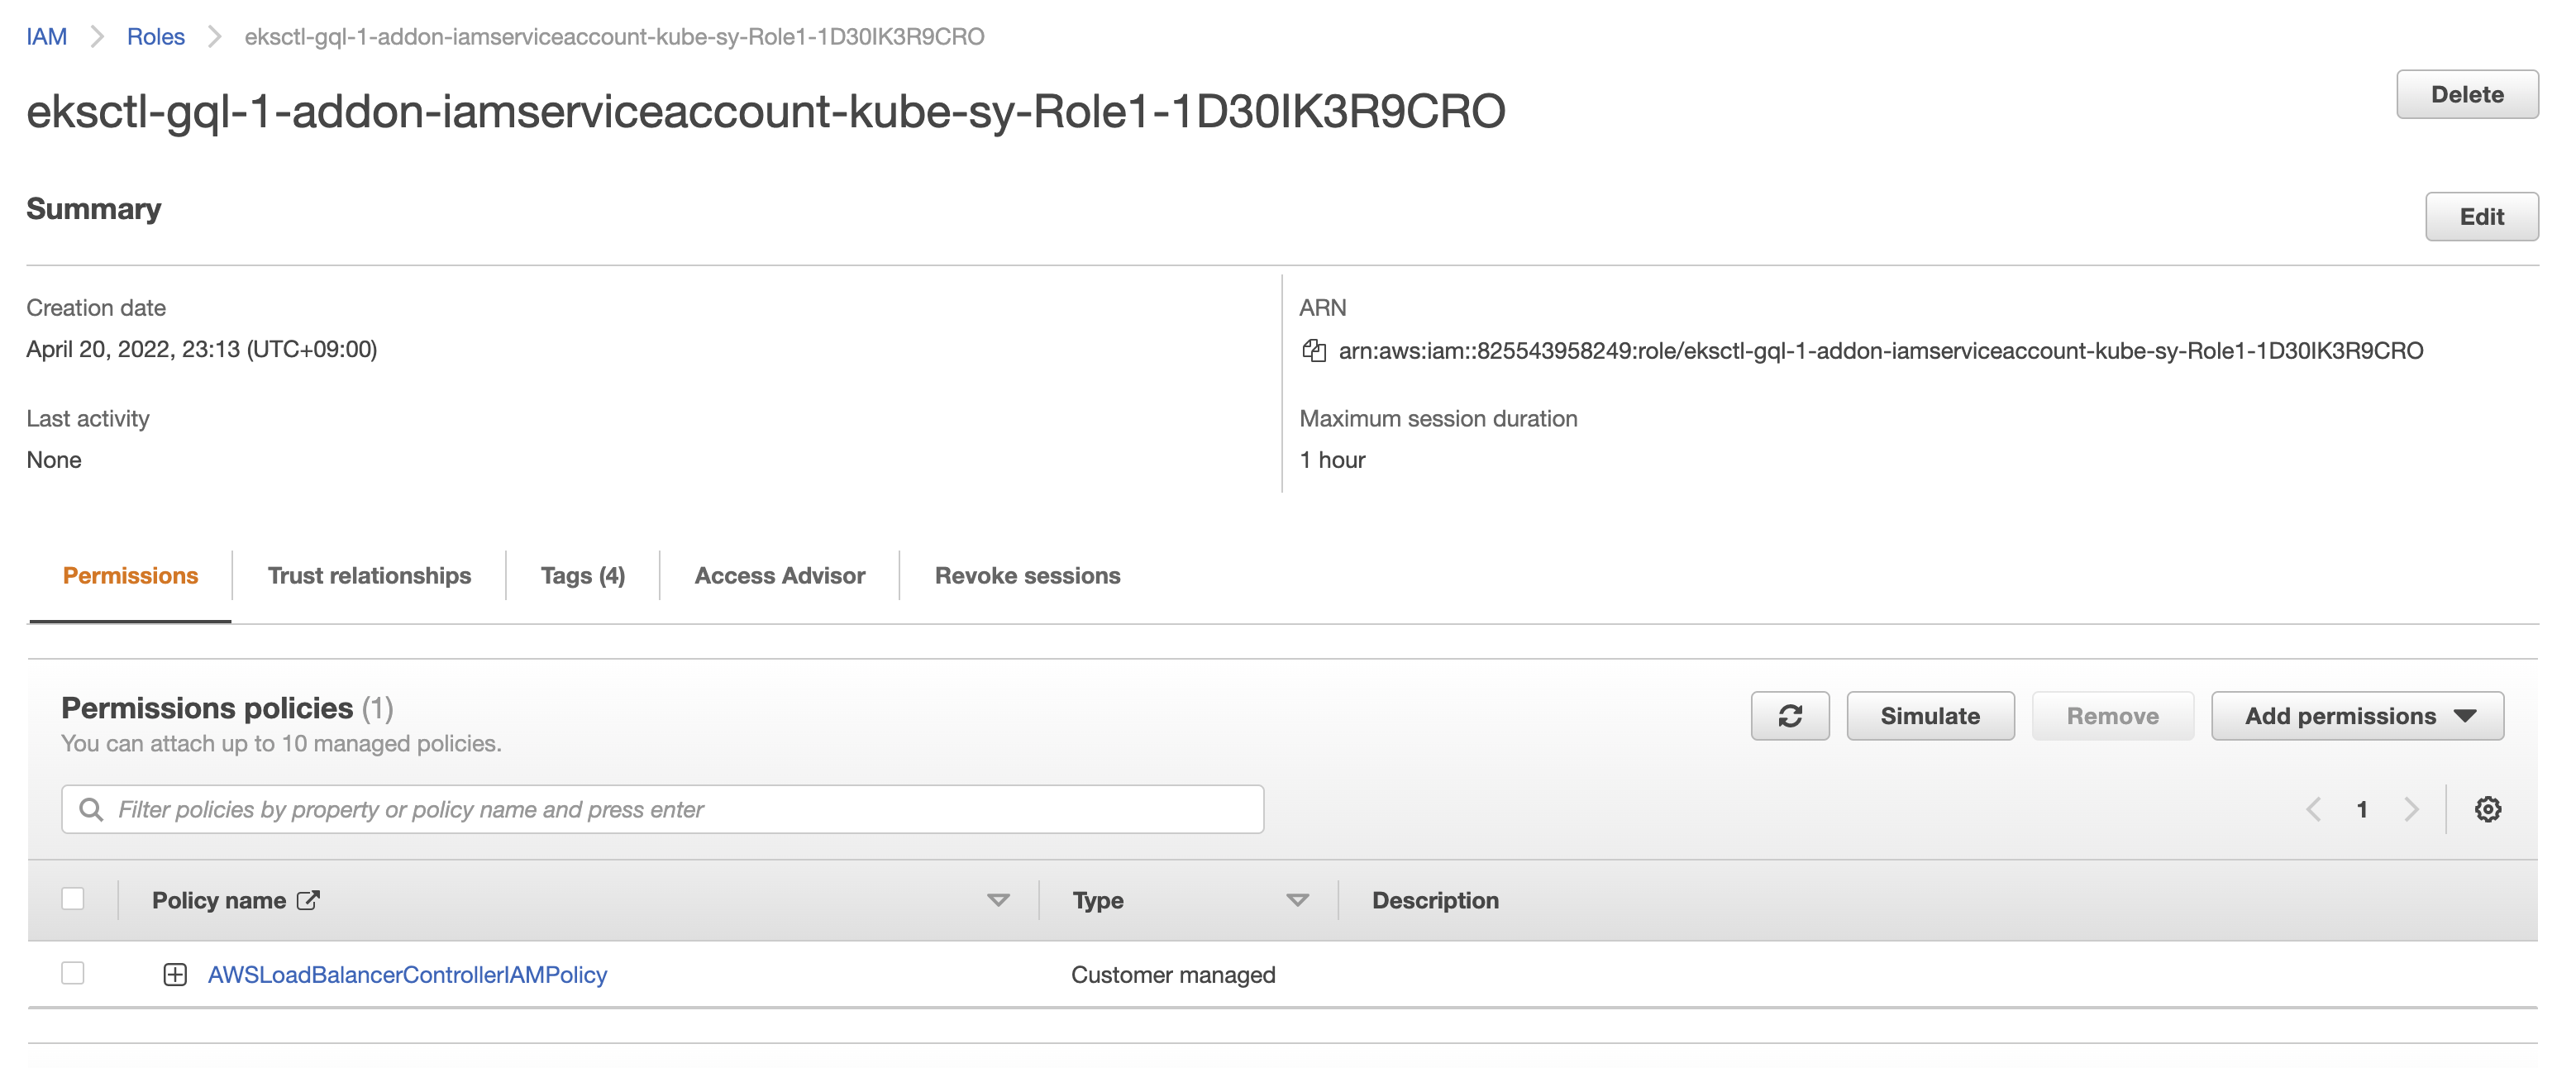 IAM Roles eksctl-gql-1-addon-iamserviceaccount-kube-sy-Role1-1D30IK3R9CRO
eksctl-gql-1-addon-iamserviceaccount-kube-sy-Role1-1D30IK3R9CRO
Delete
Summary
Edit
Creation date
April 20, 2022, 23:13 (UTC+09:00)
ARN
arn:aws:iam::825543958249:role/eksctl-gql-1-addon-iamserviceaccount-kube-sy-Role1-1D30IK3R9CRO
Last activity
None
Maximum session duration
1 hour
Permissions Trust relationships Tags (4) Access Advisor Revoke sessions
Permissions policies (1)
You can attach up to 10 managed policies.
Simulate Remove Add permissions
Filter policies by property or policy name and press enter
1
Policy name Type Description
AWSLoadBalancerControllerIAMPolicy Customer managed